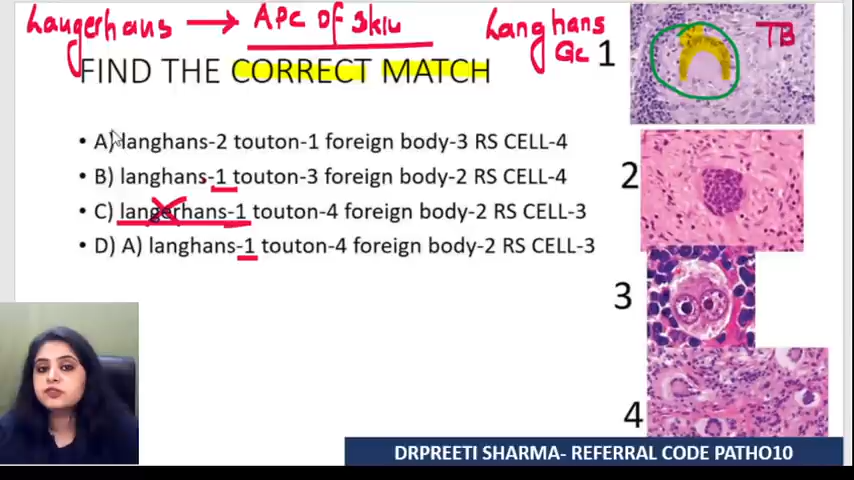 Langerhans → APC of skin
Langhans
GC
TB
FIND THE CORRECT MATCH
1
• A) langhans-2 touton-1 foreign body-3 RS CELL-4
• B) langhans-1 touton-3 foreign body-2 RS CELL-4
• C) langerhans-1 touton-4 foreign body-2 RS CELL-3
• D) A) langhans-1 touton-4 foreign body-2 RS CELL-3
2
3
4
DRPREETI SHARMA- REFERRAL CODE PATHO10